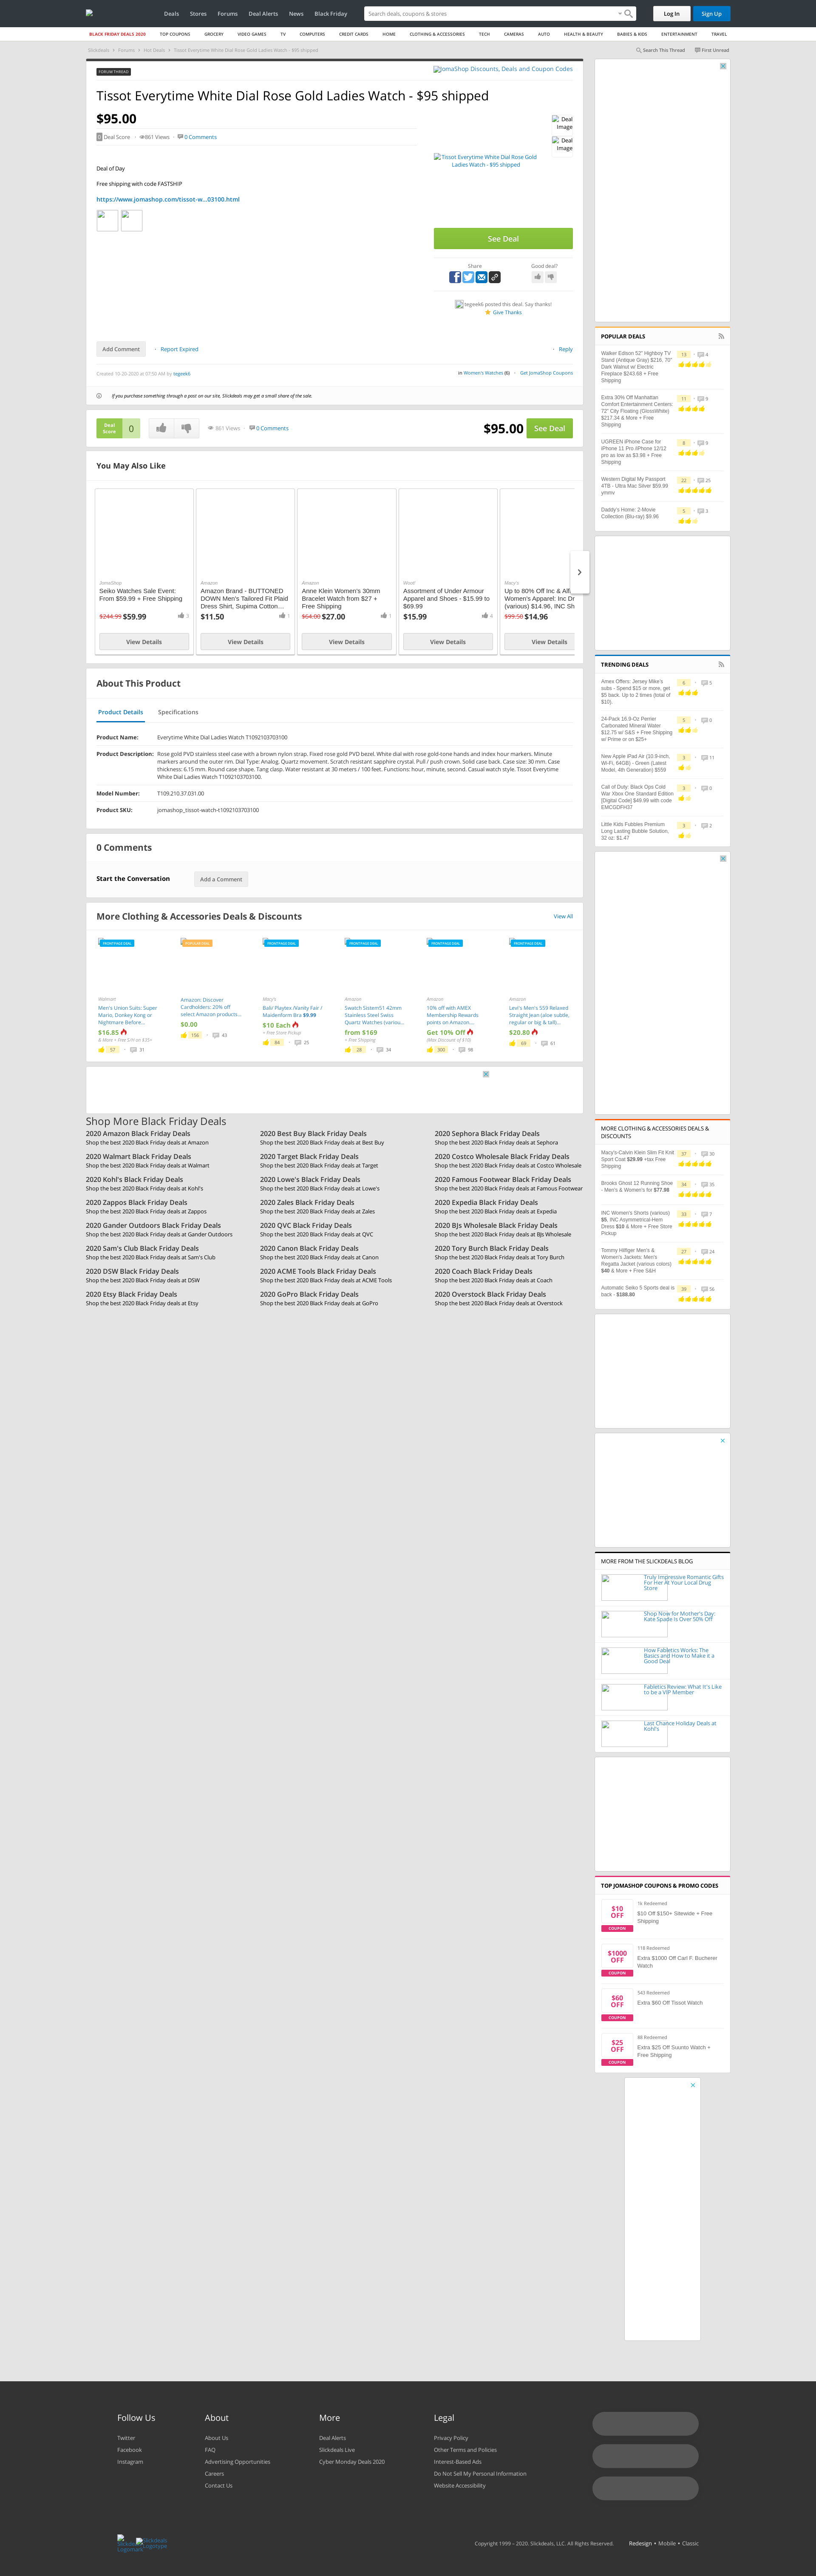 Deals Stores Forums Deal Alerts News Black Friday
Search deals, coupons & stores
Log In Sign Up
BLACK FRIDAY DEALS 2020 TOP COUPONS GROCERY VIDEO GAMES TV COMPUTERS CREDIT CARDS HOME CLOTHING & ACCESSORIES TECH CAMERAS AUTO HEALTH & BEAUTY BABIES & KIDS ENTERTAINMENT TRAVEL
Slickdeals Forums Hot Deals Tissot Everytime White Dial Rose Gold Ladies Watch - $95 shipped
Search This Thread First Unread
FORUM THREAD
JomaShop Discounts, Deals and Coupon Codes
Tissot Everytime White Dial Rose Gold Ladies Watch - $95 shipped
$95.00
0 Deal Score 861 Views 0 Comments
Deal of Day
Free shipping with code FASTSHIP
https://www.jomashop.com/tissot-w...03100.html
Tissot Everytime White Dial Rose Gold
Ladies Watch - $95 shipped
Deal
Image
Deal
Image
See Deal
Share
Good deal?
tegeek6 posted this deal. Say thanks!
Give Thanks
Add Comment Report Expired
Reply
Created 10-20-2020 at 07:59 AM by tegeek6
in Women's Watches (6) Get JomaShop Coupons
If you purchase something through a post on our site, Slickdeals may get a small share of the sale.
Deal
Score
0
861 Views 0 Comments
$95.00 See Deal
You May Also Like
JomaShop
Seiko Watches Sale Event:
From $59.99 + Free Shipping
$244.99 $59.99
View Details
Amazon
Amazon Brand - BUTTONED
DOWN Men's Tailored Fit Plaid
Dress Shirt, Supima Cotton...
$11.50
View Details
Amazon
Anne Klein Women's 30mm
Bracelet Watch from $27 +
Free Shipping
$64.00 $27.00
View Details
Woot!
Assortment of Under Armour
Apparel and Shoes - $15.99 to
$69.99
$15.99
View Details
Macy's
Up to 80% Off Inc & Alf
Women's Apparel: Inc D
(various) $14.96, INC Sh
$99.50 $14.96
View Details
About This Product
Product Details Specifications
Product Name: Everytime White Dial Ladies Watch T1092103703100
Product Description: Rose gold PVD stainless steel case with a brown nylon strap. Fixed rose gold PVD bezel. White dial with rose gold-tone hands and index hour markers. Minute
markers around the outer rim. Dial Type: Analog. Quartz movement. Scratch resistant sapphire crystal. Pull / push crown. Solid case back. Case size: 30 mm. Case
thickness: 6.15 mm. Round case shape. Tang clasp. Water resistant at 30 meters / 100 feet. Functions: hour, minute, second. Casual watch style. Tissot Everytime
White Dial Ladies Watch T1092103703100.
Model Number: T109.210.37.031.00
Product SKU: jomashop_tissot-watch-t1092103703100
0 Comments
Start the Conversation Add a Comment
More Clothing & Accessories Deals & Discounts
View All
FRONTPAGE DEAL
Walmart
Men's Union Suits: Super
Mario, Donkey Kong or
Nightmare Before...
$16.85
& More + Free S/H on $35+
57 31
POPULAR DEAL
Amazon: Discover
Cardholders: 20% off
select Amazon products...
$0.00
156 43
FRONTPAGE DEAL
Macy's
Bali/ Playtex /Vanity Fair /
Maidenform Bra $9.99
$10 Each
+ Free Store Pickup
84 25
FRONTPAGE DEAL
Amazon
Swatch Sistem51 42mm
Stainless Steel Swiss
Quartz Watches (variou...
from $169
+ Free Shipping
28 34
FRONTPAGE DEAL
Amazon
10% off with AMEX
Membership Rewards
points on Amazon...
Get 10% Off
(Max Discount of $10)
300 98
FRONTPAGE DEAL
Amazon
Levi's Men's 559 Relaxed
Straight Jean (aloe subtle,
regular or big & tall)...
$20.80
69 61
Shop More Black Friday Deals
2020 Amazon Black Friday Deals
Shop the best 2020 Black Friday deals at Amazon
2020 Best Buy Black Friday Deals
Shop the best 2020 Black Friday deals at Best Buy
2020 Sephora Black Friday Deals
Shop the best 2020 Black Friday deals at Sephora
2020 Walmart Black Friday Deals
Shop the best 2020 Black Friday deals at Walmart
2020 Target Black Friday Deals
Shop the best 2020 Black Friday deals at Target
2020 Costco Wholesale Black Friday Deals
Shop the best 2020 Black Friday deals at Costco Wholesale
2020 Kohl's Black Friday Deals
Shop the best 2020 Black Friday deals at Kohl's
2020 Lowe's Black Friday Deals
Shop the best 2020 Black Friday deals at Lowe's
2020 Famous Footwear Black Friday Deals
Shop the best 2020 Black Friday deals at Famous Footwear
2020 Zappos Black Friday Deals
Shop the best 2020 Black Friday deals at Zappos
2020 Zales Black Friday Deals
Shop the best 2020 Black Friday deals at Zales
2020 Expedia Black Friday Deals
Shop the best 2020 Black Friday deals at Expedia
2020 Gander Outdoors Black Friday Deals
Shop the best 2020 Black Friday deals at Gander Outdoors
2020 QVC Black Friday Deals
Shop the best 2020 Black Friday deals at QVC
2020 BJs Wholesale Black Friday Deals
Shop the best 2020 Black Friday deals at BJs Wholesale
2020 Sam's Club Black Friday Deals
Shop the best 2020 Black Friday deals at Sam's Club
2020 Canon Black Friday Deals
Shop the best 2020 Black Friday deals at Canon
2020 Tory Burch Black Friday Deals
Shop the best 2020 Black Friday deals at Tory Burch
2020 DSW Black Friday Deals
Shop the best 2020 Black Friday deals at DSW
2020 ACME Tools Black Friday Deals
Shop the best 2020 Black Friday deals at ACME Tools
2020 Coach Black Friday Deals
Shop the best 2020 Black Friday deals at Coach
2020 Etsy Black Friday Deals
Shop the best 2020 Black Friday deals at Etsy
2020 GoPro Black Friday Deals
Shop the best 2020 Black Friday deals at GoPro
2020 Overstock Black Friday Deals
Shop the best 2020 Black Friday deals at Overstock
POPULAR DEALS
Walker Edison 52" Highboy TV
Stand (Antique Gray) $216, 70"
Dark Walnut w/ Electric
Fireplace $243.68 + Free
Shipping
13 4
Extra 30% Off Manhattan
Comfort Entertainment Centers:
72" City Floating (GlossWhite)
$217.34 & More + Free
Shipping
11 9
UGREEN iPhone Case for
iPhone 11 Pro /iPhone 12/12
pro as low as $3.98 + Free
Shipping
8 9
Western Digital My Passport
4TB - Ultra Mac Silver $59.99
ymmv
22 25
Daddy's Home: 2-Movie
Collection (Blu-ray) $9.96
5 3
TRENDING DEALS
Amex Offers: Jersey Mike's
subs - Spend $15 or more, get
$5 back. Up to 2 times (total of
$10).
6 5
24-Pack 16.9-Oz Perrier
Carbonated Mineral Water
$12.75 w/ S&S + Free Shipping
w/ Prime or on $25+
5 0
New Apple iPad Air (10.9-inch,
Wi-Fi, 64GB) - Green (Latest
Model, 4th Generation) $559
3 11
Call of Duty: Black Ops Cold
War Xbox One Standard Edition
[Digital Code] $49.99 with code
EMCGDFH37
3 0
Little Kids Fubbles Premium
Long Lasting Bubble Solution,
32 oz: $1.47
3 2
MORE CLOTHING & ACCESSORIES DEALS &
DISCOUNTS
Macy's-Calvin Klein Slim Fit Knit
Sport Coat $29.99 +tax Free
Shipping
37 30
Brooks Ghost 12 Running Shoe
- Men's & Women's for $77.98
34 35
INC Women's Shorts (various)
$5, INC Asymmetrical-Hem
Dress $10 & More + Free Store
Pickup
33 7
Tommy Hilfiger Men's &
Women's Jackets: Men's
Regatta Jacket (various colors)
$40 & More + Free S&H
27 24
Automatic Seiko 5 Sports deal is
back - $188.80
30 56
MORE FROM THE SLICKDEALS BLOG
Truly Impressive Romantic Gifts
For Her At Your Local Drug
Store
Shop Now for Mother's Day:
Kate Spade Is Over 50% Off
How Fabletics Works: The
Basics and How to Make it a
Good Deal
Fabletics Review: What It's Like
to be a VIP Member
Last Chance Holiday Deals at
Kohl's
TOP JOMASHOP COUPONS & PROMO CODES
$10
OFF
COUPON
1k Redeemed
$10 Off $150+ Sitewide + Free
Shipping
$1000
OFF
COUPON
118 Redeemed
Extra $1000 Off Carl F. Bucherer
Watch
$60
OFF
COUPON
543 Redeemed
Extra $60 Off Tissot Watch
$25
OFF
COUPON
88 Redeemed
Extra $25 Off Suunto Watch +
Free Shipping
Follow Us
Twitter
Facebook
Instagram
About
About Us
FAQ
Advertising Opportunities
Careers
Contact Us
More
Deal Alerts
Slickdeals Live
Cyber Monday Deals 2020
Legal
Privacy Policy
Other Terms and Policies
Interest-Based Ads
Do Not Sell My Personal Information
Website Accessibility
Slickdeals
Logotype
Copyright 1999 – 2020. Slickdeals, LLC. All Rights Reserved. Redesign • Mobile • Classic